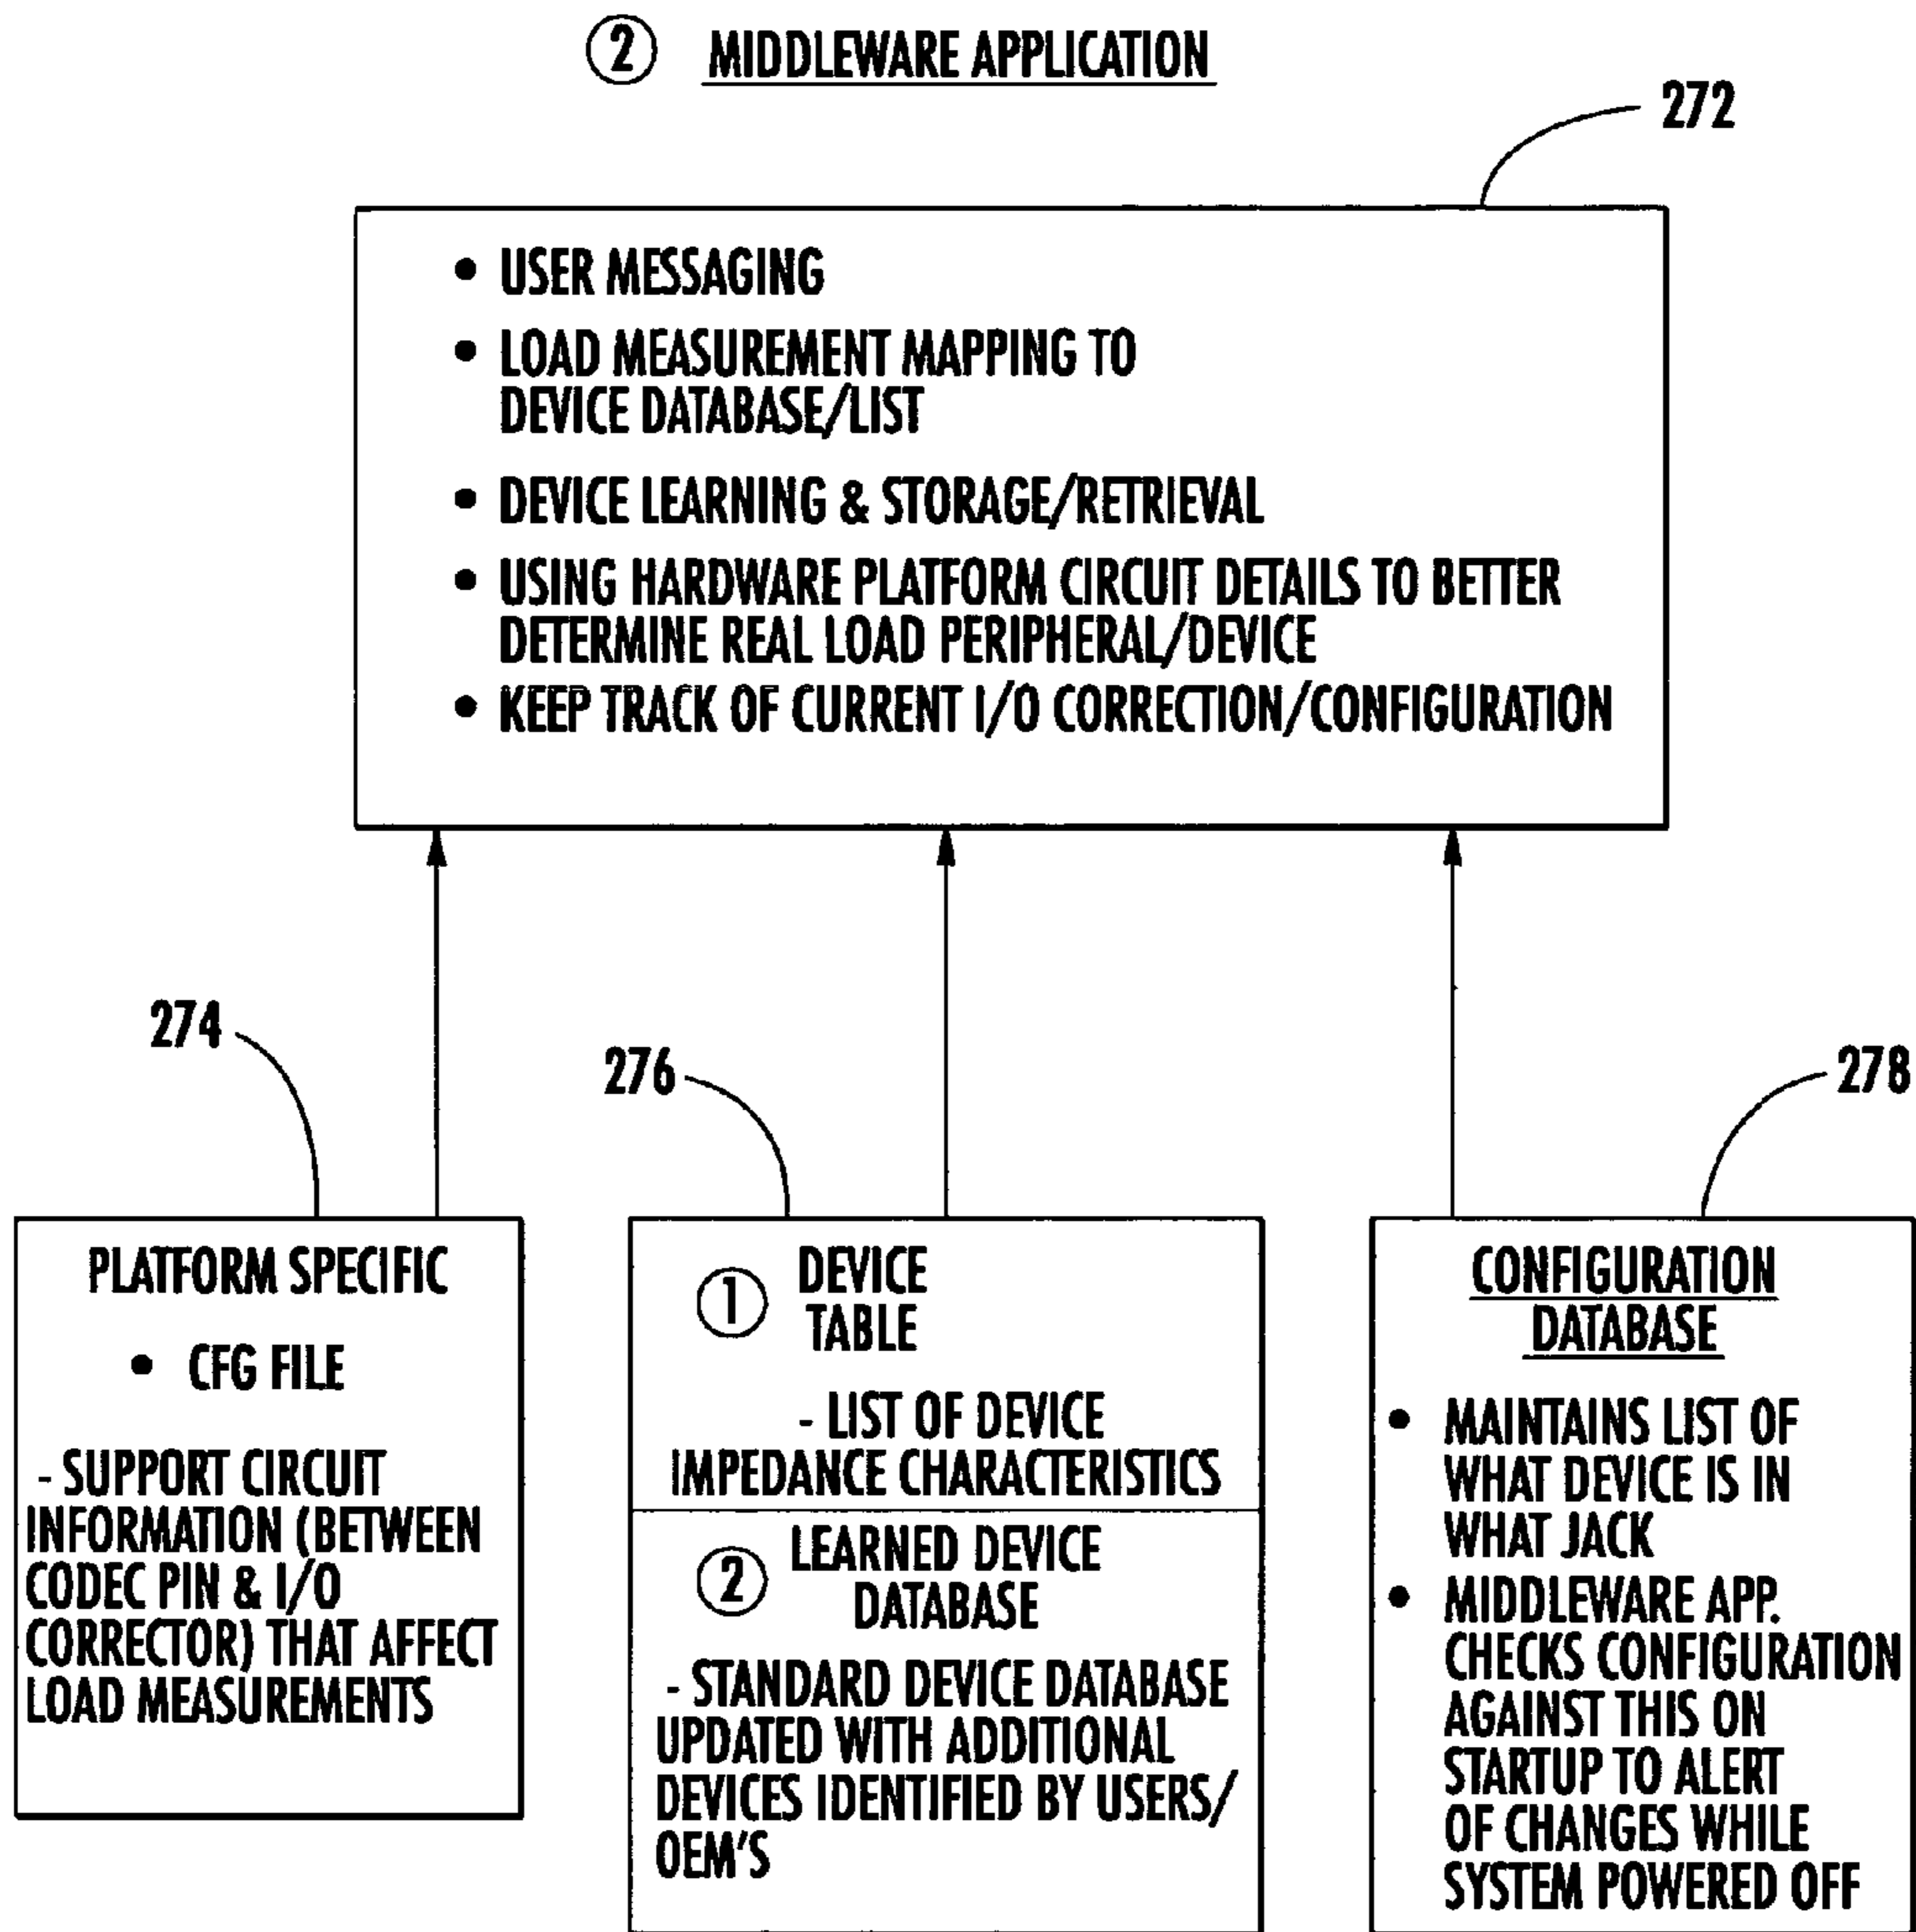 ② MIDDLEWARE APPLICATION
272
• USER MESSAGING
• LOAD MEASUREMENT MAPPING TO
DEVICE DATABASE/LIST
• DEVICE LEARNING & STORAGE/RETRIEVAL
• USING HARDWARE PLATFORM CIRCUIT DETAILS TO BETTER
DETERMINE REAL LOAD PERIPHERAL/DEVICE
• KEEP TRACK OF CURRENT I/O CORRECTION/CONFIGURATION
274
276
278
PLATFORM SPECIFIC
• CFG FILE
- SUPPORT CIRCUIT
INFORMATION (BETWEEN
CODEC PIN & I/O
CORRECTOR) THAT AFFECT
LOAD MEASUREMENTS
① DEVICE
TABLE
- LIST OF DEVICE
IMPEDANCE CHARACTERISTICS
② LEARNED DEVICE
DATABASE
- STANDARD DEVICE DATABASE
UPDATED WITH ADDITIONAL
DEVICES IDENTIFIED BY USERS/
OEM'S
CONFIGURATION
DATABASE
• MAINTAINS LIST OF
WHAT DEVICE IS IN
WHAT JACK
• MIDDLEWARE APP.
CHECKS CONFIGURATION
AGAINST THIS ON
STARTUP TO ALERT
OF CHANGES WHILE
SYSTEM POWERED OFF